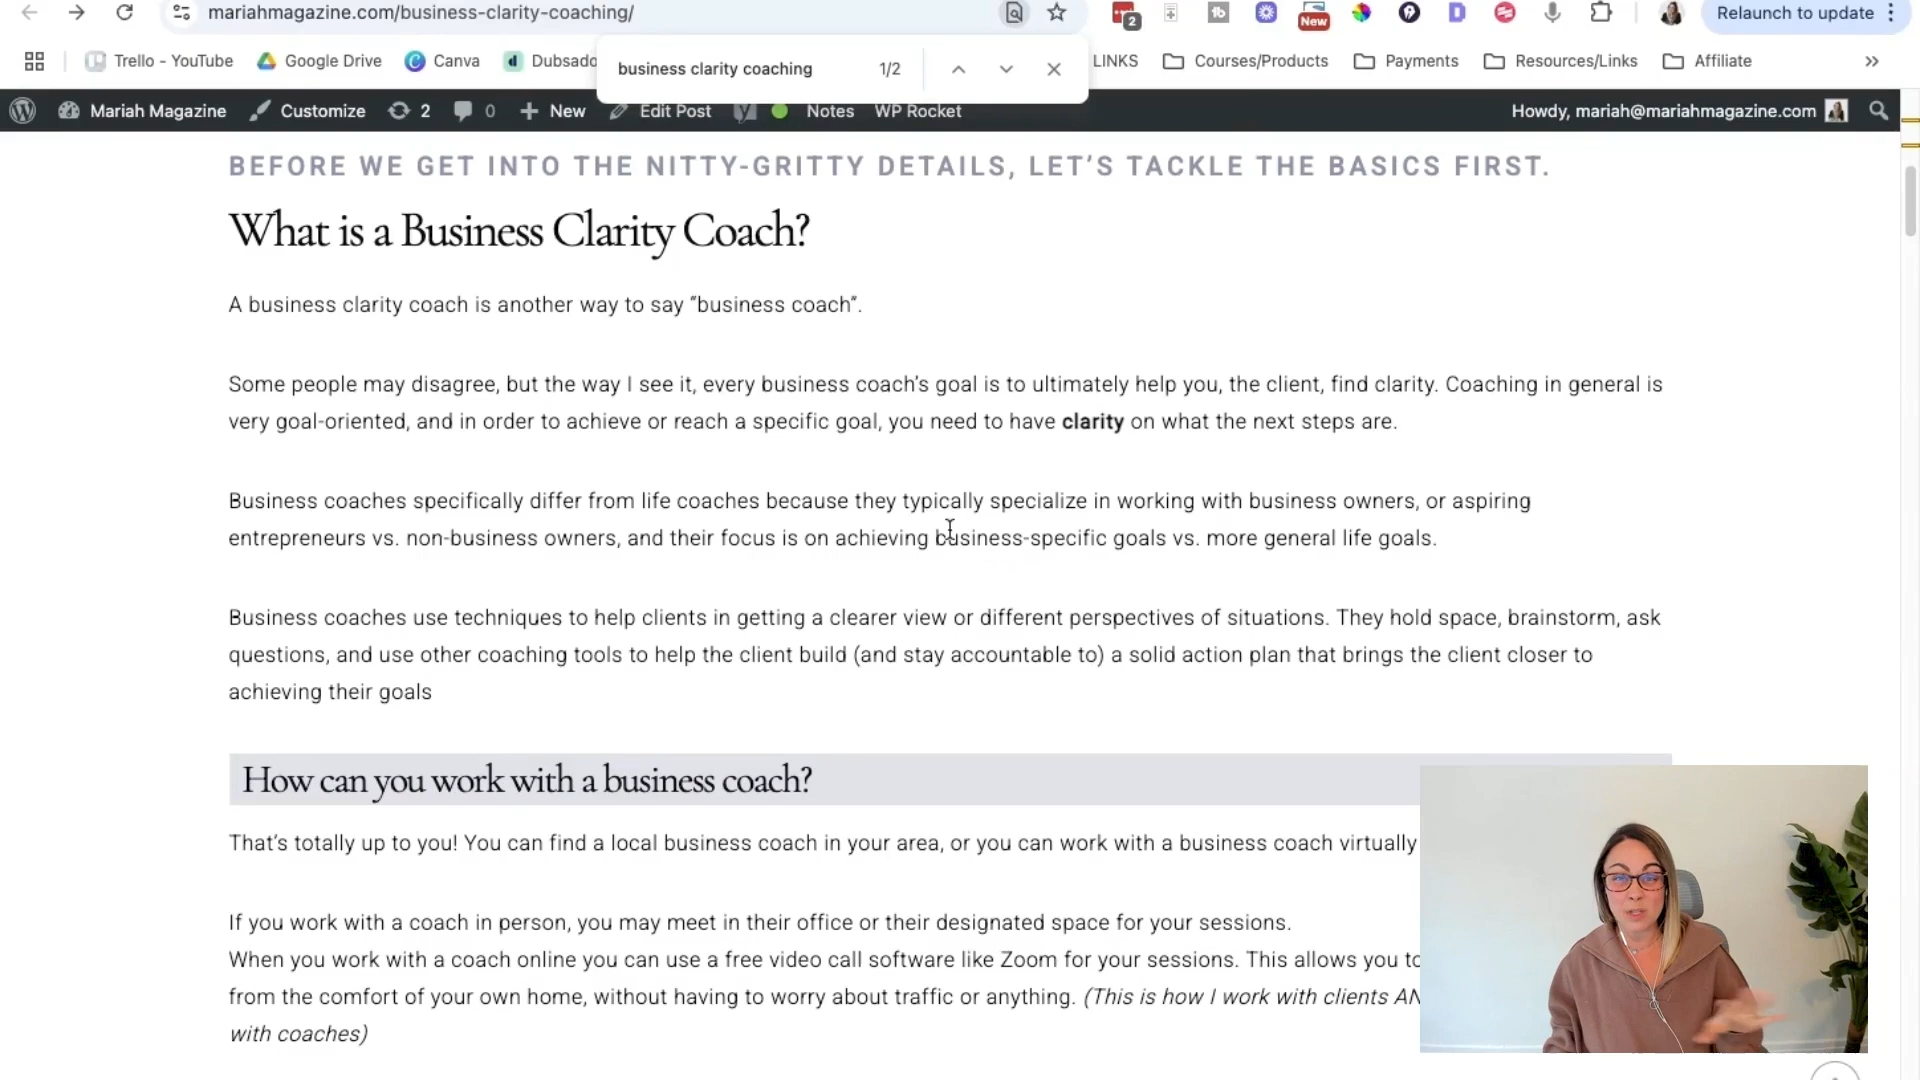 mariahmagazine.com/business-clarity-coaching/
2
New
Relaunch to update
Trello - YouTube
Google Drive
Canva
Dubsado
business clarity coaching
1/2
LINKS
Courses/Products
Payments
Resources/Links
Affiliate
Mariah Magazine
Customize
2
0
New
Edit Post
Notes
WP Rocket
Howdy, mariah@mariahmagazine.com
BEFORE WE GET INTO THE NITTY-GRITTY DETAILS, LET’S TACKLE THE BASICS FIRST.
What is a Business Clarity Coach?
A business clarity coach is another way to say “business coach”.
Some people may disagree, but the way I see it, every business coach’s goal is to ultimately help you, the client, find clarity. Coaching in general is
very goal-oriented, and in order to achieve or reach a specific goal, you need to have clarity on what the next steps are.
Business coaches specifically differ from life coaches because they typically specialize in working with business owners, or aspiring
entrepreneurs vs. non-business owners, and their focus is on achieving business-specific goals vs. more general life goals.
Business coaches use techniques to help clients in getting a clearer view or different perspectives of situations. They hold space, brainstorm, ask
questions, and use other coaching tools to help the client build (and stay accountable to) a solid action plan that brings the client closer to
achieving their goals
How can you work with a business coach?
That’s totally up to you! You can find a local business coach in your area, or you can work with a business coach virtually
If you work with a coach in person, you may meet in their office or their designated space for your sessions.
When you work with a coach online you can use a free video call software like Zoom for your sessions. This allows you to
from the comfort of your own home, without having to worry about traffic or anything. (This is how I work with clients AN
with coaches)